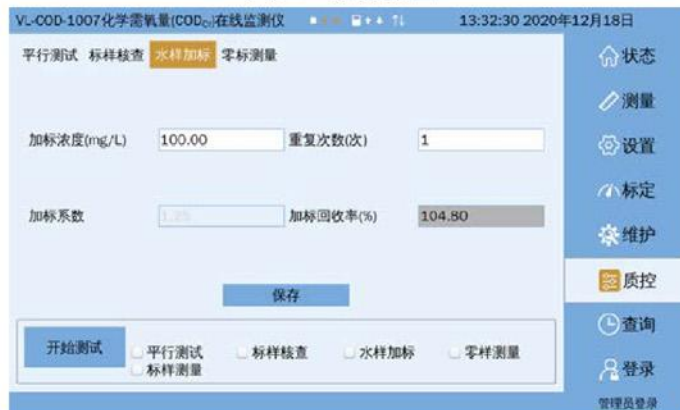 VL-COD-1007化学需氧量(CODCr)在线监测仪 13:32:30 2020年12月18日
平行测试 标样核查 水样加标 零标测量
加标浓度(mg/L) 100.00 重复次数(次) 1
加标系数 1.25 加标回收率(%) 104.80
保存
开始测试 平行测试 标样核查 水样加标 零样测量
标样测量
状态
测量
设置
标定
维护
质控
查询
登录
管理员登录